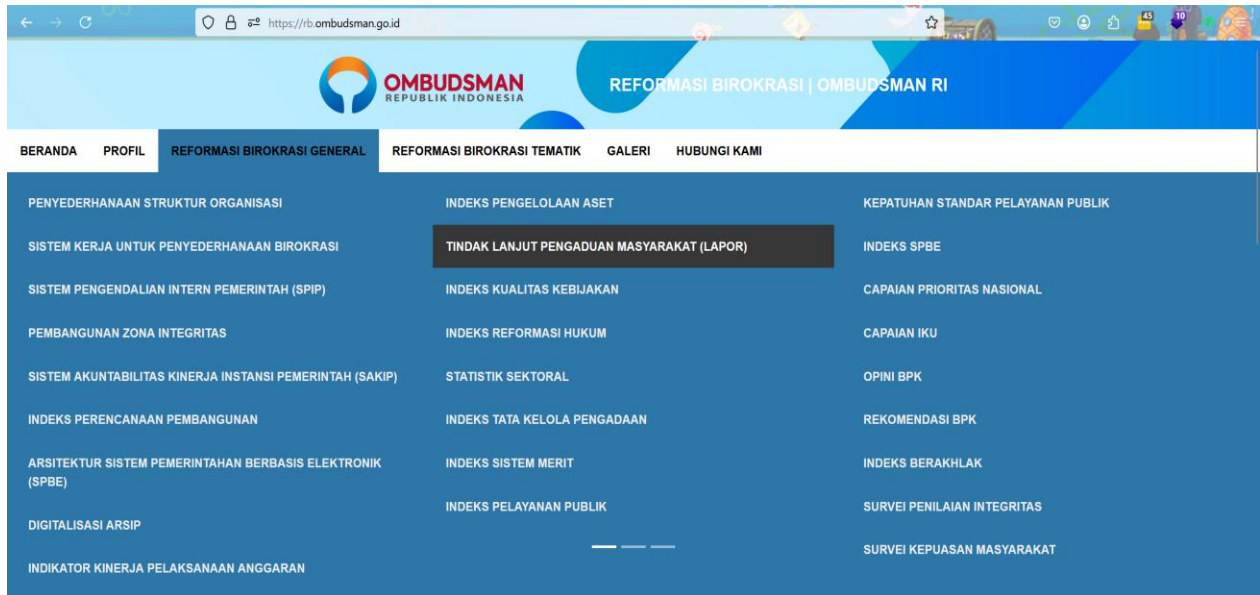 https://rb.ombudsman.go.id
45
10
OMBUDSMAN
REPUBLIK INDONESIA
REFORMASI BIROKRASI | OMBUDSMAN RI
BERANDA PROFIL REFORMASI BIROKRASI GENERAL REFORMASI BIROKRASI TEMATIK GALERI HUBUNGI KAMI
PENYEDERHANAAN STRUKTUR ORGANISASI
SISTEM KERJA UNTUK PENYEDERHANAAN BIROKRASI
SISTEM PENGENDALIAN INTERN PEMERINTAH (SPIP)
PEMBANGUNAN ZONA INTEGRITAS
SISTEM AKUNTABILITAS KINERJA INSTANSI PEMERINTAH (SAKIP)
INDEKS PERENCANAAN PEMBANGUNAN
ARSITEKTUR SISTEM PEMERINTAHAN BERBASIS ELEKTRONIK
(SPBE)
DIGITALISASI ARSIP
INDIKATOR KINERJA PELAKSANAAN ANGGARAN
INDEKS PENGELOLAAN ASET
TINDAK LANJUT PENGADUAN MASYARAKAT (LAPOR)
INDEKS KUALITAS KEBIJAKAN
INDEKS REFORMASI HUKUM
STATISTIK SEKTORAL
INDEKS TATA KELOLA PENGADAAN
INDEKS SISTEM MERIT
INDEKS PELAYANAN PUBLIK
KEPATUHAN STANDAR PELAYANAN PUBLIK
INDEKS SPBE
CAPAIAN PRIORITAS NASIONAL
CAPAIAN IKU
OPINI BPK
REKOMENDASI BPK
INDEKS BERAKHLAK
SURVEI PENILAIAN INTEGRITAS
SURVEI KEPUASAN MASYARAKAT